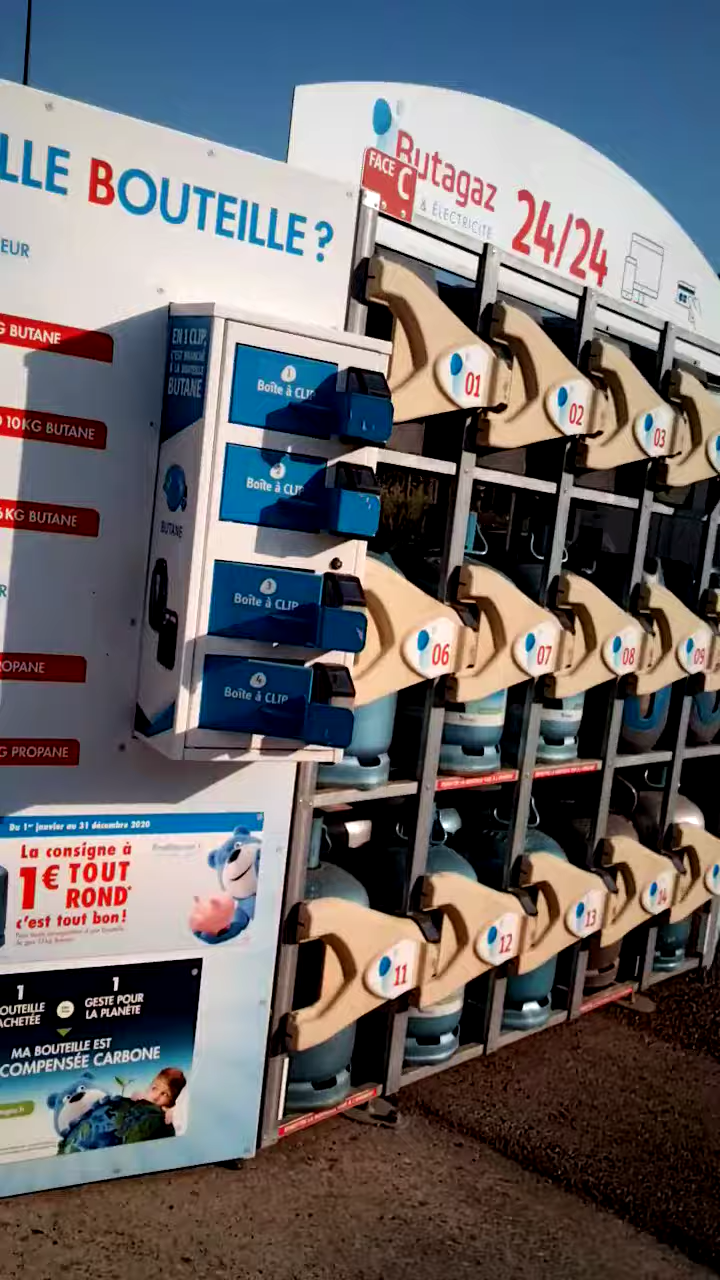 LLE BOUTEILLE ?
EUR
G BUTANE
10KG BUTANE
6KG BUTANE
R
OPANE
G PROPANE
EN 1 CLIP,
C'EST BRANCHÉ
À LA BOUTEILLE
BUTANE
BUTANE
1
Boîte à CLIP
2
Boîte à CLIP
3
Boîte à CLIP
4
Boîte à CLIP
Du 1er janvier au 31 décembre 2020
La consigne à
1€ TOUT
ROND*
c'est tout bon!
1
OUTEILLE
ACHETÉE
1
GESTE POUR
LA PLANÈTE
MA BOUTEILLE EST
COMPENSÉE CARBONE
FACE C
Butagaz
& ÉLECTRICITÉ
24/24
01
02
03
06
07
08
09
11
12
13
14